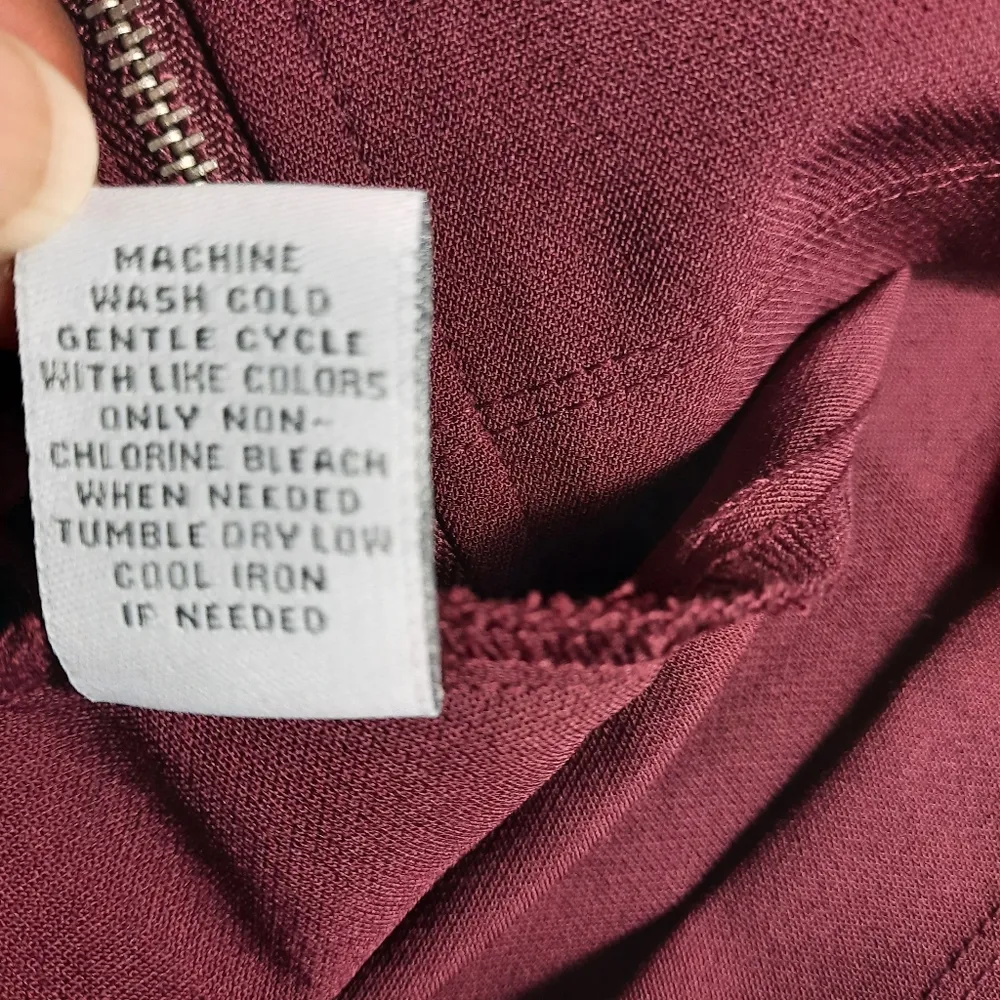 MACHINE
WASH COLD
GENTLE CYCLE
WITH LIKE COLORS
ONLY NON-
CHLORINE BLEACH
WHEN NEEDED
TUMBLE DRY LOW
COOL IRON
IF NEEDED